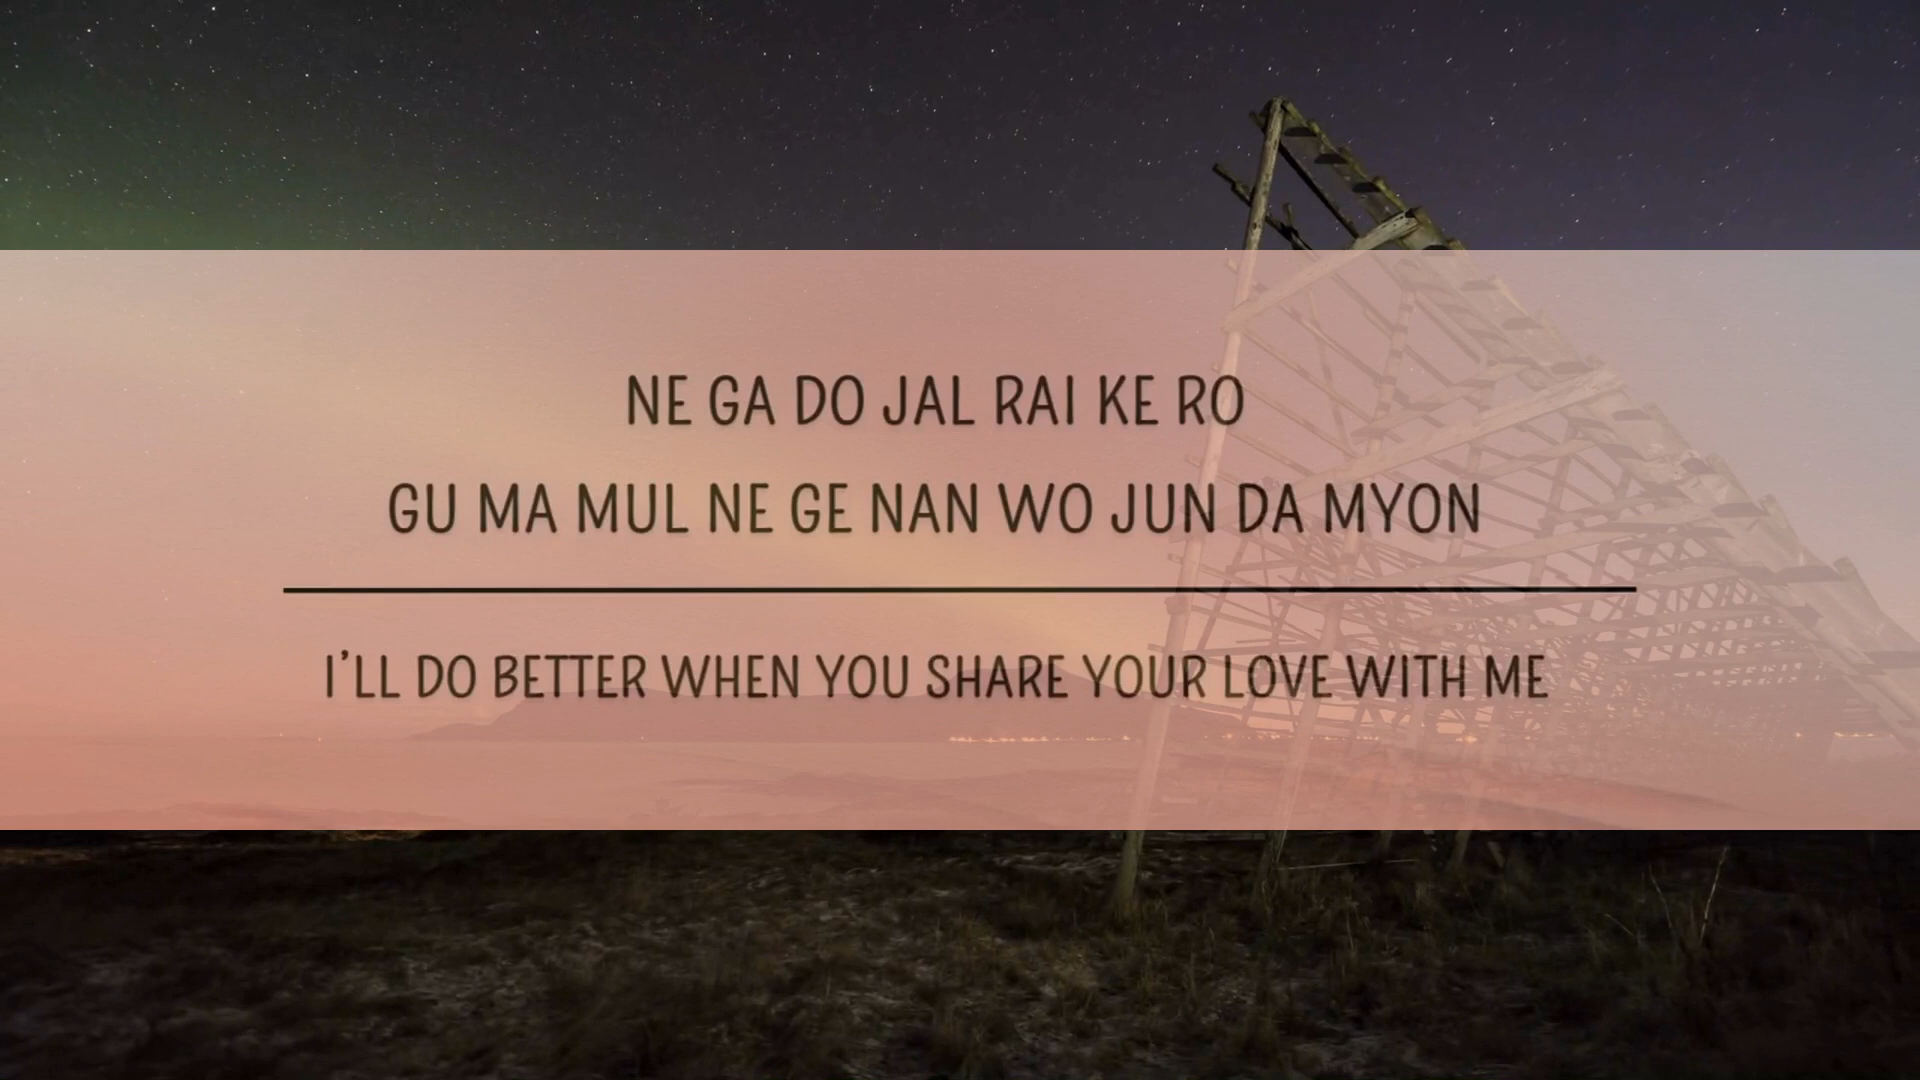 NE GA DO JAL RAI KE RO
GU MA MUL NE GE NAN WO JUN DA MYON
I'LL DO BETTER WHEN YOU SHARE YOUR LOVE WITH ME